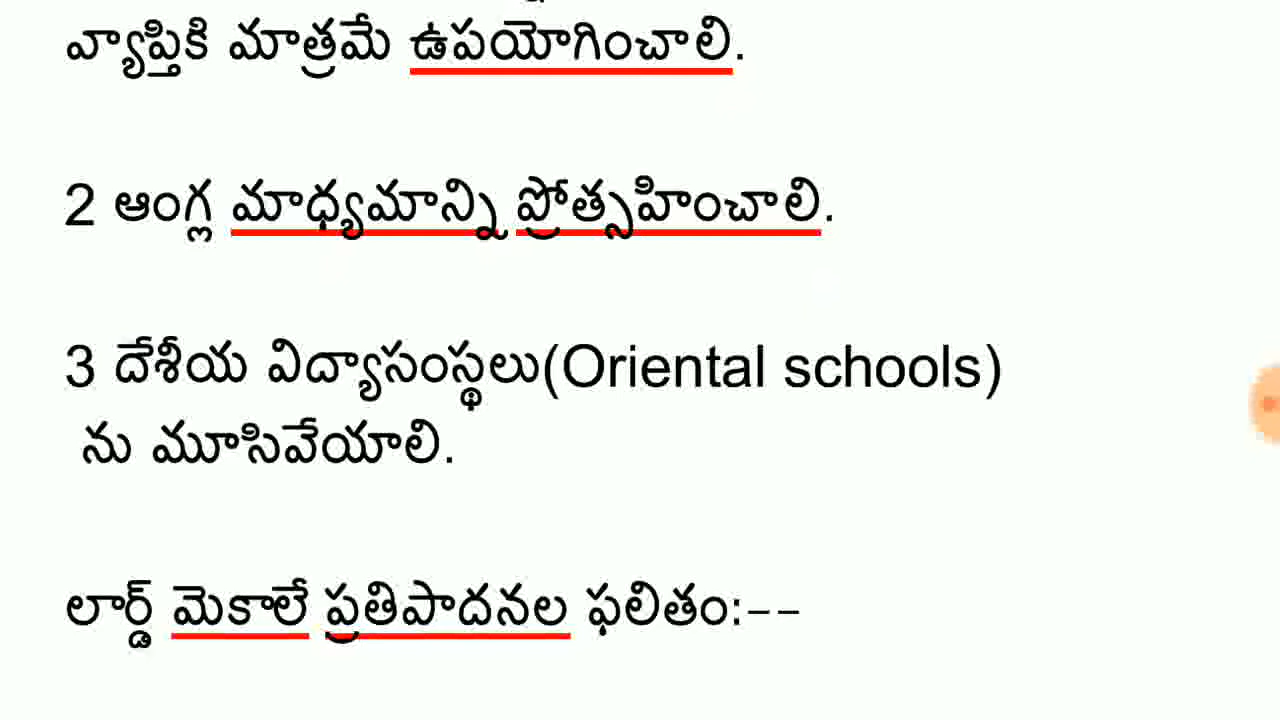 వ్యాప్తికి మాత్రమే ఉపయోగించాలి.
2 ఆంగ్ల మాధ్యమాన్ని ప్రోత్సహించాలి.
3 దేశీయ విద్యాసంస్థలు(Oriental schools)
ను మూసివేయాలి.
లార్డ్ మెకాలే ప్రతిపాదనల ఫలితం:--